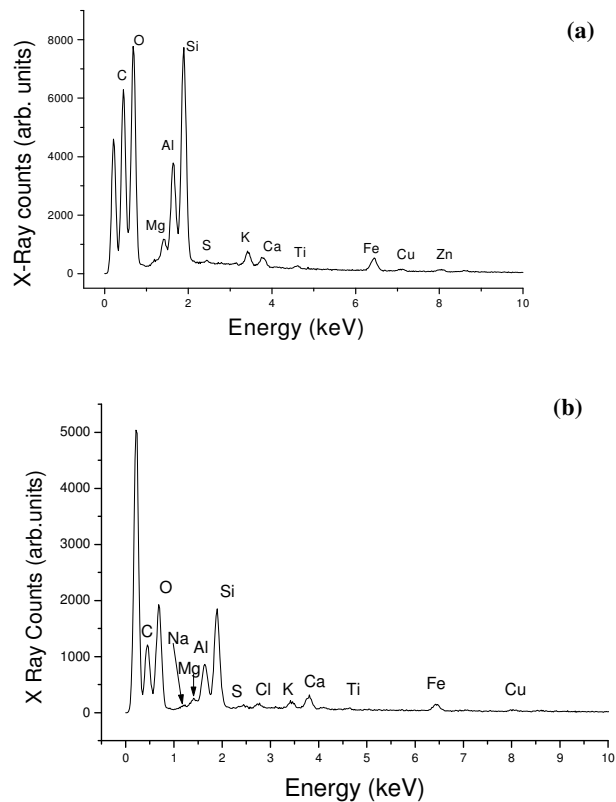 (a)
X-Ray counts (arb. units)
8000
6000
4000
2000
0
C
O
Si
Al
Mg
S
K
Ca
Ti
Fe
Cu
Zn
0 2 4 6 8 10
Energy (keV)
(b)
X Ray Counts (arb.units)
5000
4000
3000
2000
1000
0
C
O
Na
Mg
Al
Si
S
Cl
K
Ca
Ti
Fe
Cu
0 1 2 3 4 5 6 7 8 9 10
Energy (keV)